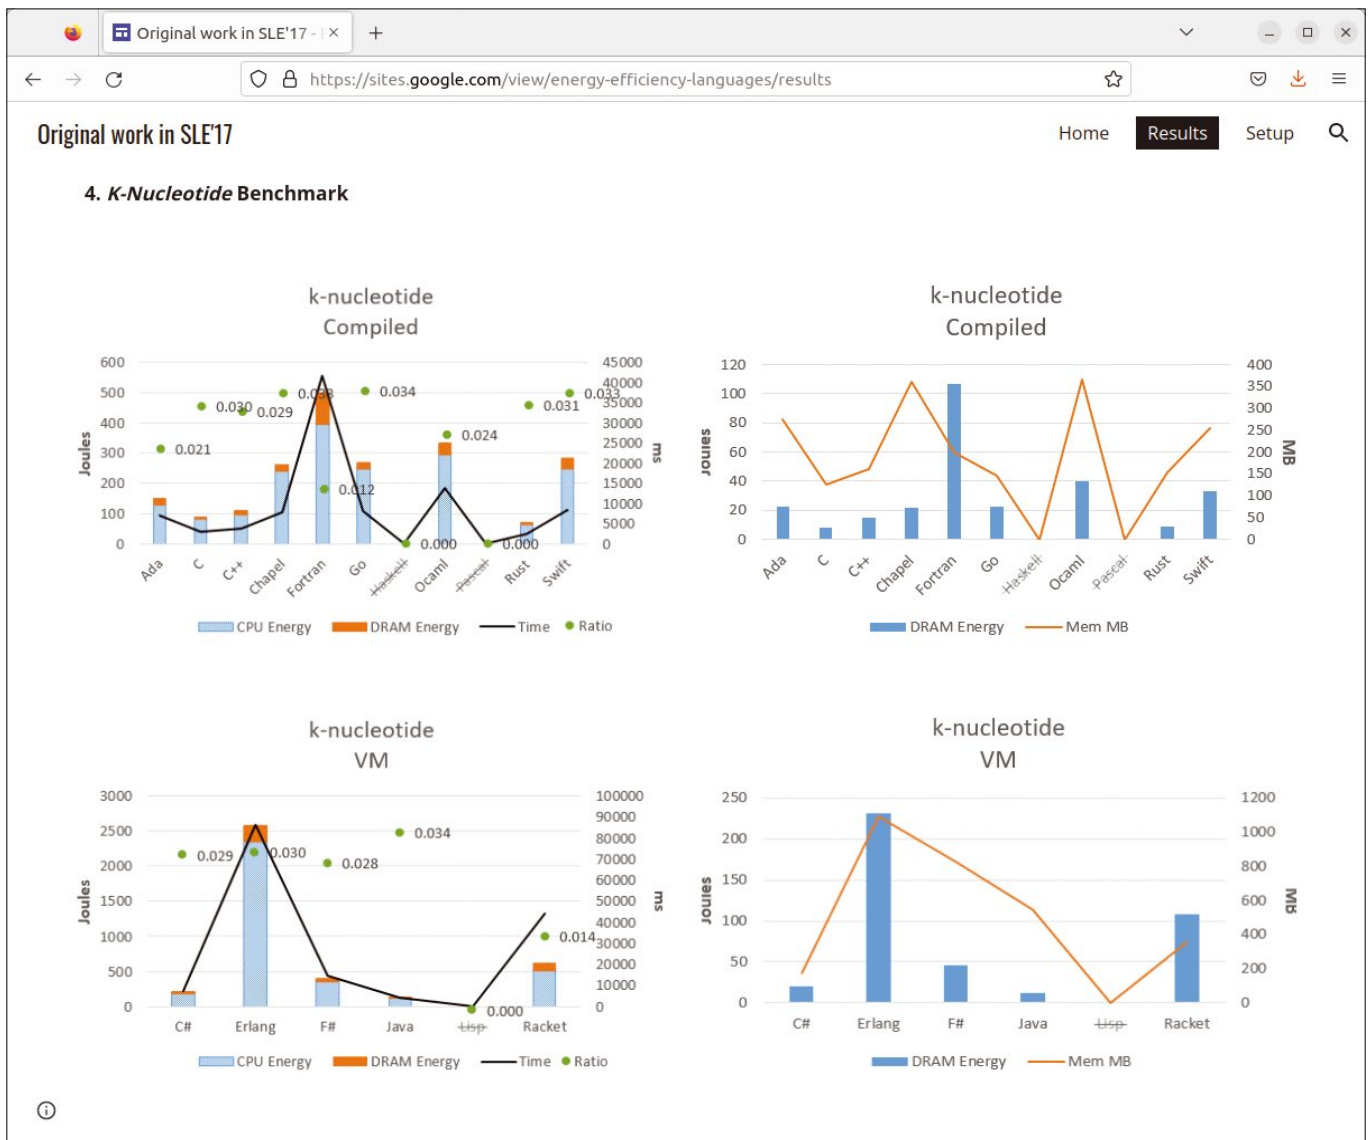 Original work in SLE'17 - F
https://sites.google.com/view/energy-efficiency-languages/results
Original work in SLE'17
Home Results Setup
4. K-Nucleotide Benchmark
k-nucleotide
Compiled
600
500
400
300
200
100
0
Joules
45000
40000
35000
30000
25000
20000
15000
10000
5000
0
ms
0.021
0.030
0.029
0.033
0.012
0.034
0.000
0.024
0.000
0.031
0.033
Ada C C++ Chapel Fortran Go Haskell Ocaml Pascal Rust Swift
CPU Energy DRAM Energy Time Ratio
k-nucleotide
Compiled
120
100
80
60
40
20
0
Joules
400
350
300
250
200
150
100
50
0
MB
Ada C C++ Chapel Fortran Go Haskell Ocaml Pascal Rust Swift
DRAM Energy Mem MB
k-nucleotide
VM
3000
2500
2000
1500
1000
500
0
Joules
100000
90000
80000
70000
60000
50000
40000
30000
20000
10000
0
ms
0.029
0.030
0.028
0.034
0.000
0.014
C# Erlang F# Java Lisp Racket
CPU Energy DRAM Energy Time Ratio
k-nucleotide
VM
250
200
150
100
50
0
Joules
1200
1000
800
600
400
200
0
MB
C# Erlang F# Java Lisp Racket
DRAM Energy Mem MB